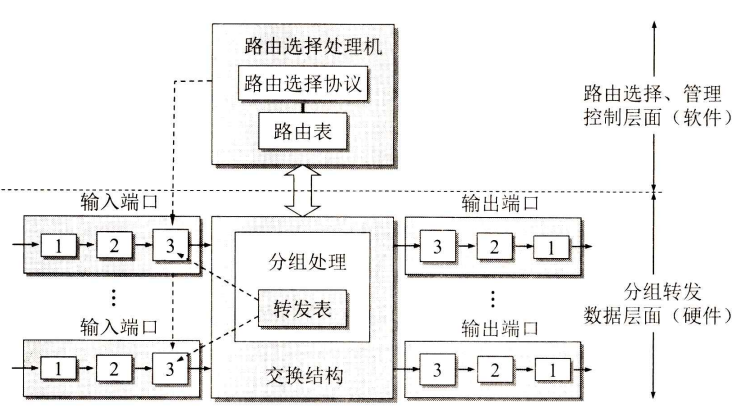 路由选择处理机
路由选择协议
路由表
路由选择、管理
控制层面（软件）
输入端口
1 2 3
分组处理
转发表
交换结构
输出端口
3 2 1
⋮
⋮
输入端口
1 2 3
输出端口
3 2 1
分组转发
数据层面（硬件）